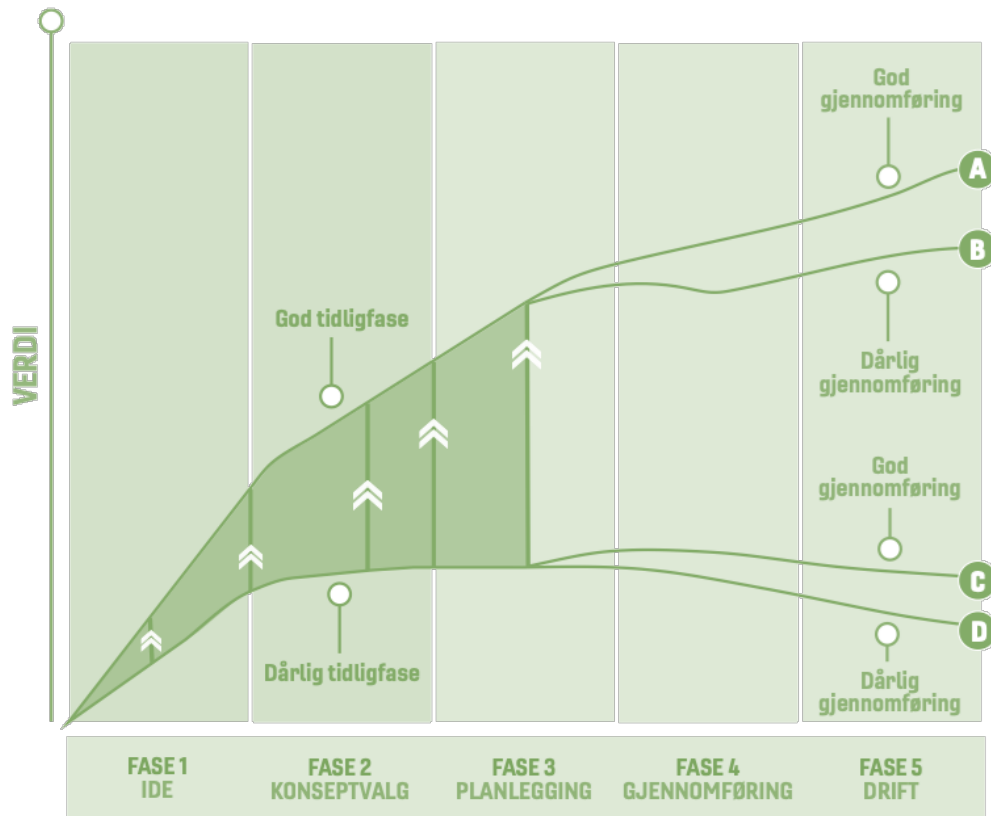 God
gjennomføring
A
B
God tidligfase
VERDI
Dårlig
gjennomføring
God
gjennomføring
C
D
Dårlig tidligfase
Dårlig
gjennomføring
FASE 1
IDE
FASE 2
KONSEPTVALG
FASE 3
PLANLEGGING
FASE 4
GJENNOMFØRING
FASE 5
DRIFT